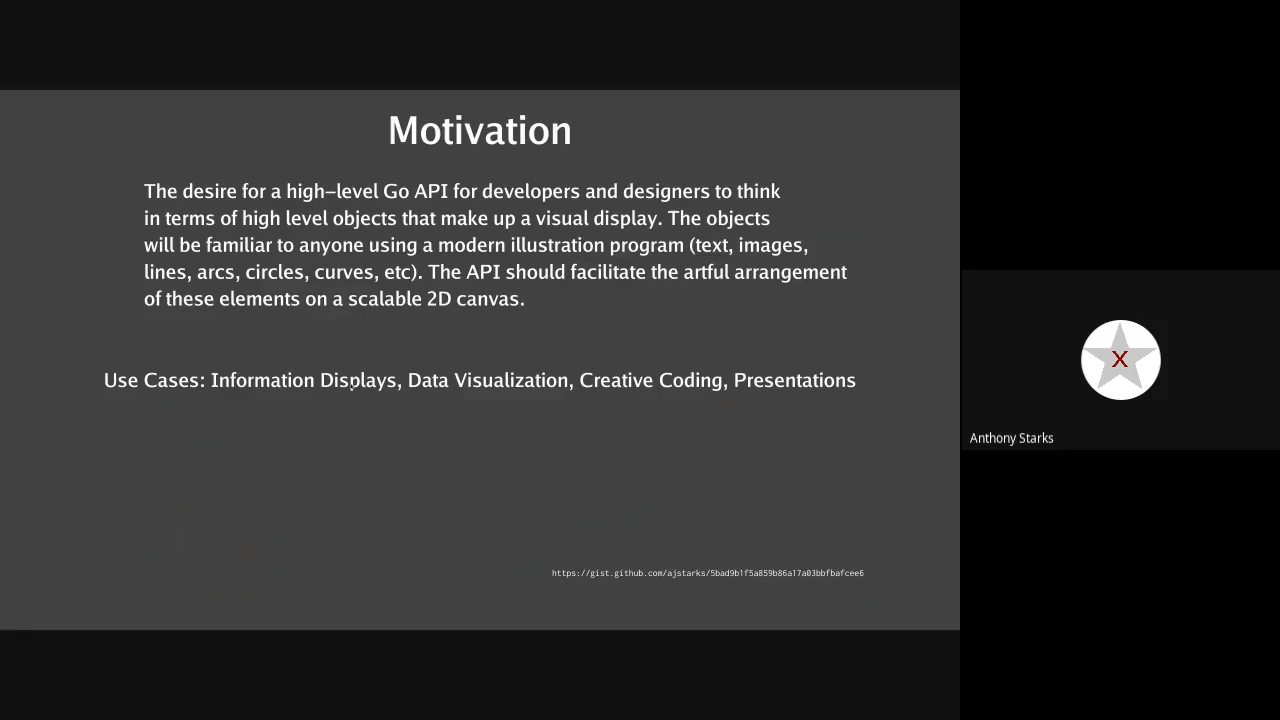 Motivation
The desire for a high-level Go API for developers and designers to think
in terms of high level objects that make up a visual display. The objects
will be familiar to anyone using a modern illustration program (text, images,
lines, arcs, circles, curves, etc). The API should facilitate the artful arrangement
of these elements on a scalable 2D canvas.
Use Cases: Information Displays, Data Visualization, Creative Coding, Presentations
https://gist.github.com/ajstarks/5bad9b1f5a859b86a17a03bbfbafcee6
X
Anthony Starks